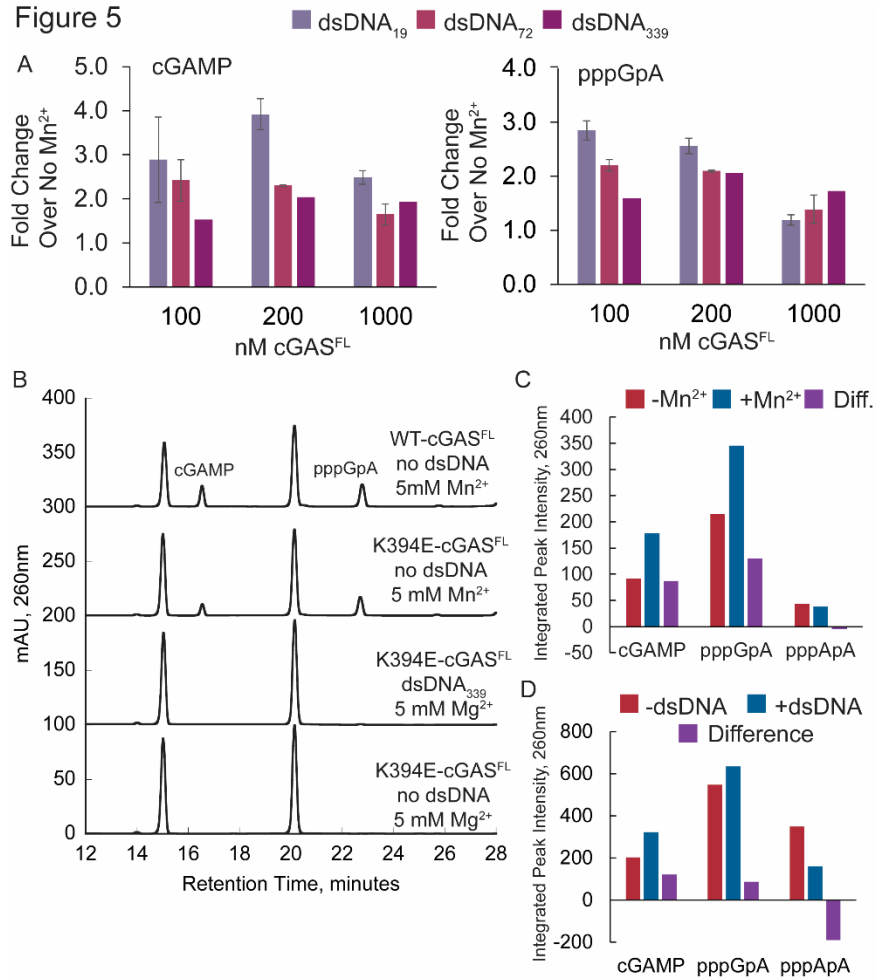 Figure 5
dsDNA19 dsDNA72 dsDNA339
A
cGAMP
5.0
4.0
3.0
2.0
1.0
0.0
Fold Change
Over No Mn2+
100 200 1000
nM cGASFL
pppGpA
4.0
3.0
2.0
1.0
0.0
Fold Change
Over No Mn2+
100 200 1000
nM cGASFL
B
400
350
300
250
200
150
100
50
0
mAU, 260nm
cGAMP
pppGpA
WT-cGASFL
no dsDNA
5mM Mn2+
K394E-cGASFL
no dsDNA
5 mM Mn2+
K394E-cGASFL
dsDNA339
5 mM Mg2+
K394E-cGASFL
no dsDNA
5 mM Mg2+
12 14 16 18 20 22 24 26 28
Retention Time, minutes
C
-Mn2+ +Mn2+ Diff.
400
350
300
250
200
150
100
50
0
-50
Integrated Peak Intensity, 260nm
cGAMP pppGpA pppApA
D
-dsDNA +dsDNA
Difference
800
600
400
200
0
-200
Integrated Peak Intensity, 260nm
cGAMP pppGpA pppApA